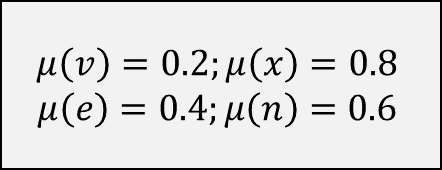 μ(v) = 0.2; μ(x) = 0.8
μ(e) = 0.4; μ(n) = 0.6